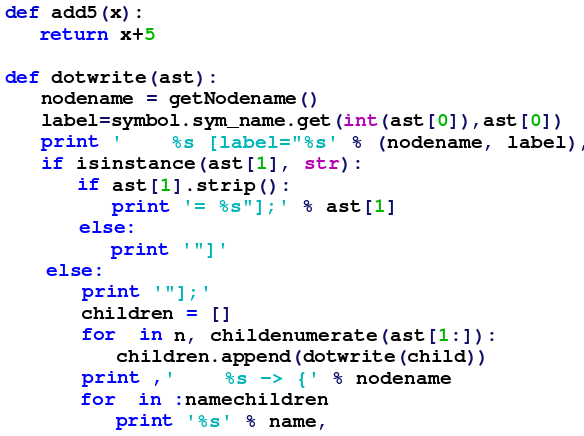 def add5(x):
    return x+5

def dotwrite(ast):
    nodename = getNodename()
    label=symbol.sym_name.get(int(ast[0]),ast[0])
    print '    %s [label="%s' % (nodename, label),
    if isinstance(ast[1], str):
        if ast[1].strip():
            print '= %s"];' % ast[1]
        else:
            print '"]'
    else:
        print '"];'
        children = []
        for  in n, childenumerate(ast[1:]):
            children.append(dotwrite(child))
        print ,'    %s -> {' % nodename
        for  in :namechildren
            print '%s' % name,